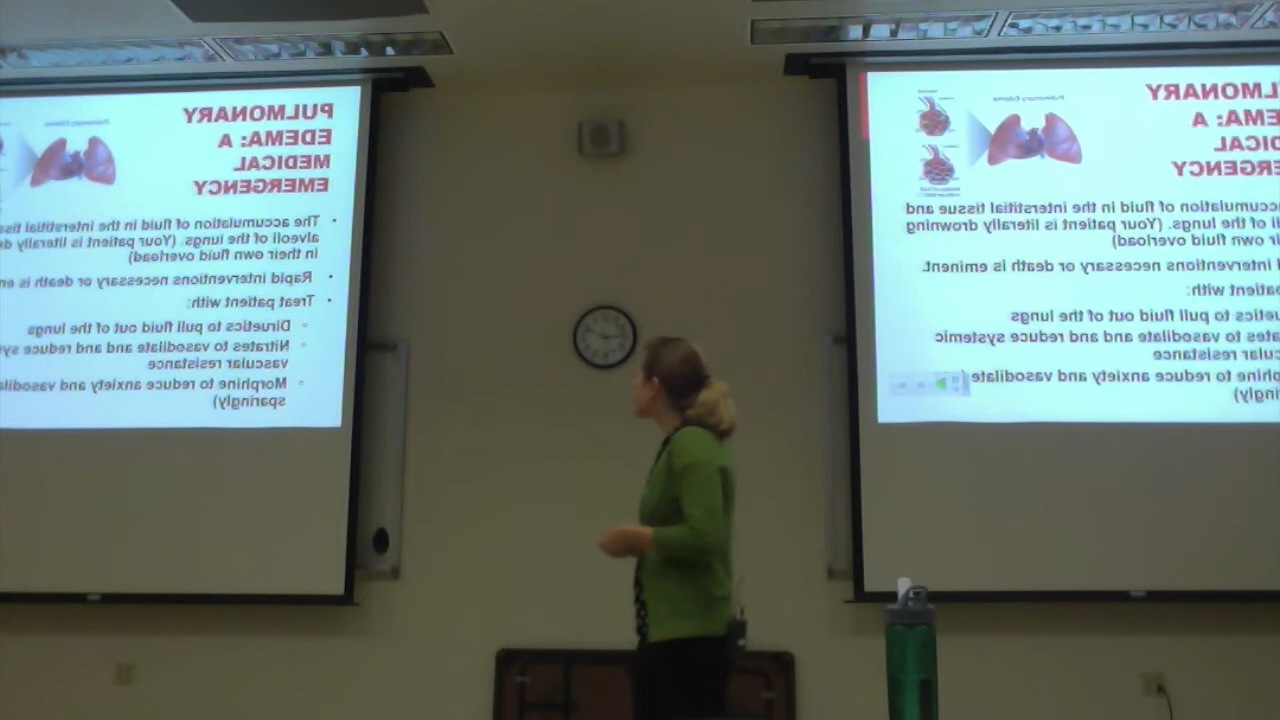 PULMONARY
EDEMA: A
MEDICAL
EMERGENCY
Pulmonary Edema
• The accumulation of fluid in the interstitial
alveoli of the lungs. (Your patient is literally
in their own fluid overload)
• Rapid interventions necessary or death is
• Treat patient with:
◦ Diruetics to pull fluid out of the lungs
◦ Nitrates to vasodilate and and reduce
vascular resistance
◦ Morphine to reduce anxiety and
sparingly)
Pulmonary Edema
of fluid in the interstitial tissue and
of the lungs. (Your patient is literally drowning
own fluid overload)
interventions necessary or death is eminent.
with:
to pull fluid out of the lungs
to vasodilate and and reduce systemic
resistance
to reduce anxiety and vasodilate